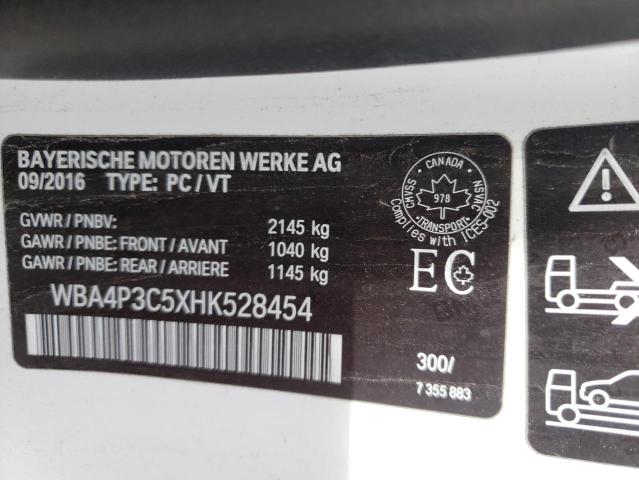 BAYERISCHE MOTOREN WERKE AG
09/2016 TYPE: PC/VT
GVWR / PNBV: 2145 kg
GAWR / PNBE: FRONT / AVANT 1040 kg
GAWR / PNBE: REAR / ARRIERE 1145 kg
WBA4P3C5XHK528454
CANADA
CMVSS
NSVAC
978
TRANSPORT
Complies with ICES-002
EC
300/
7 355 883